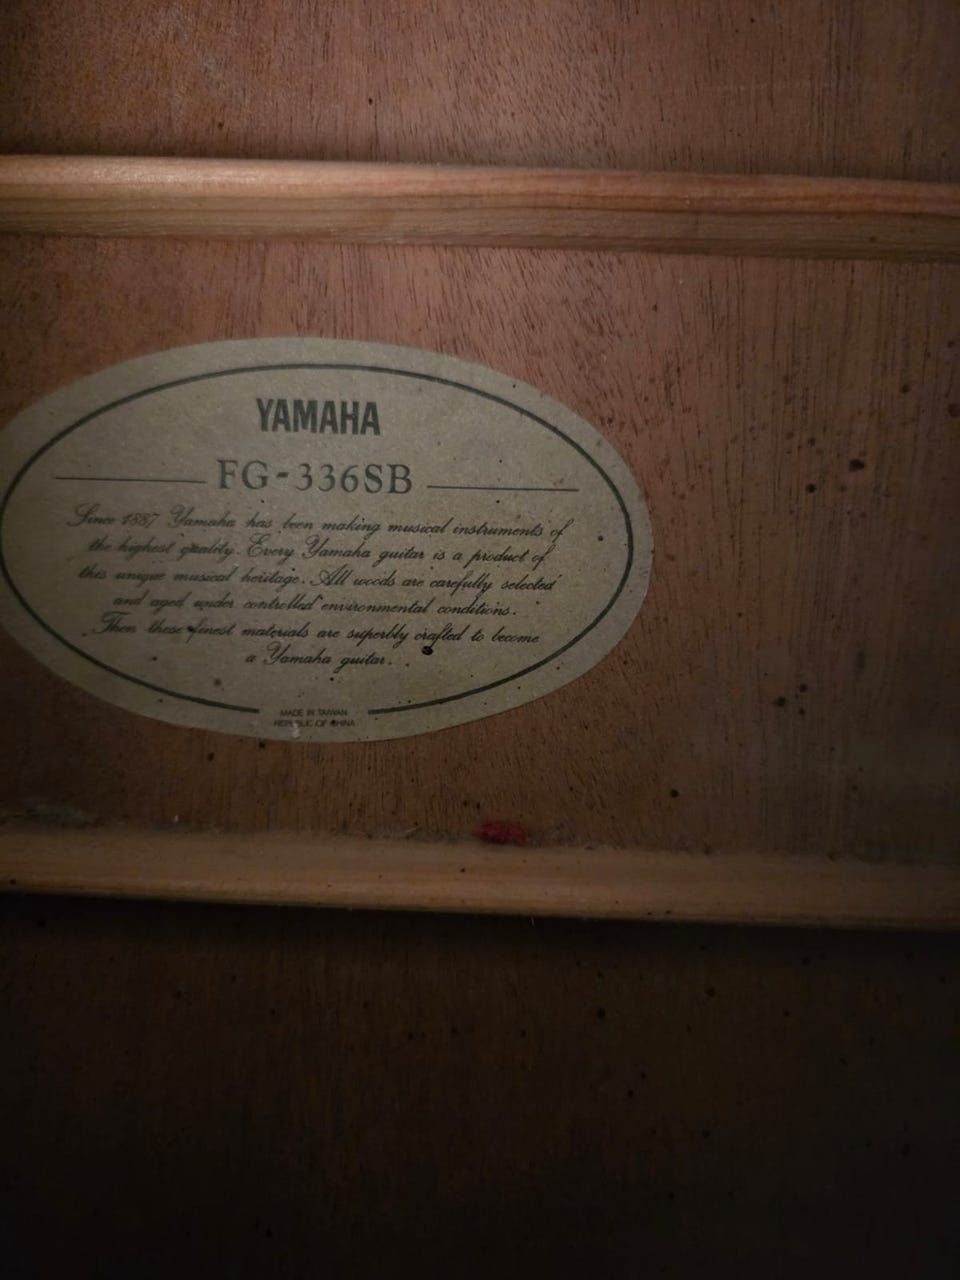 YAMAHA
FG-336SB
Since 1887 Yamaha has been making musical instruments of
the highest quality. Every Yamaha guitar is a product of
this unique musical heritage. All woods are carefully selected
and aged under controlled environmental conditions.
Then these finest materials are superbly crafted to become
a Yamaha guitar.
MADE IN TAIWAN
REPUBLIC OF CHINA